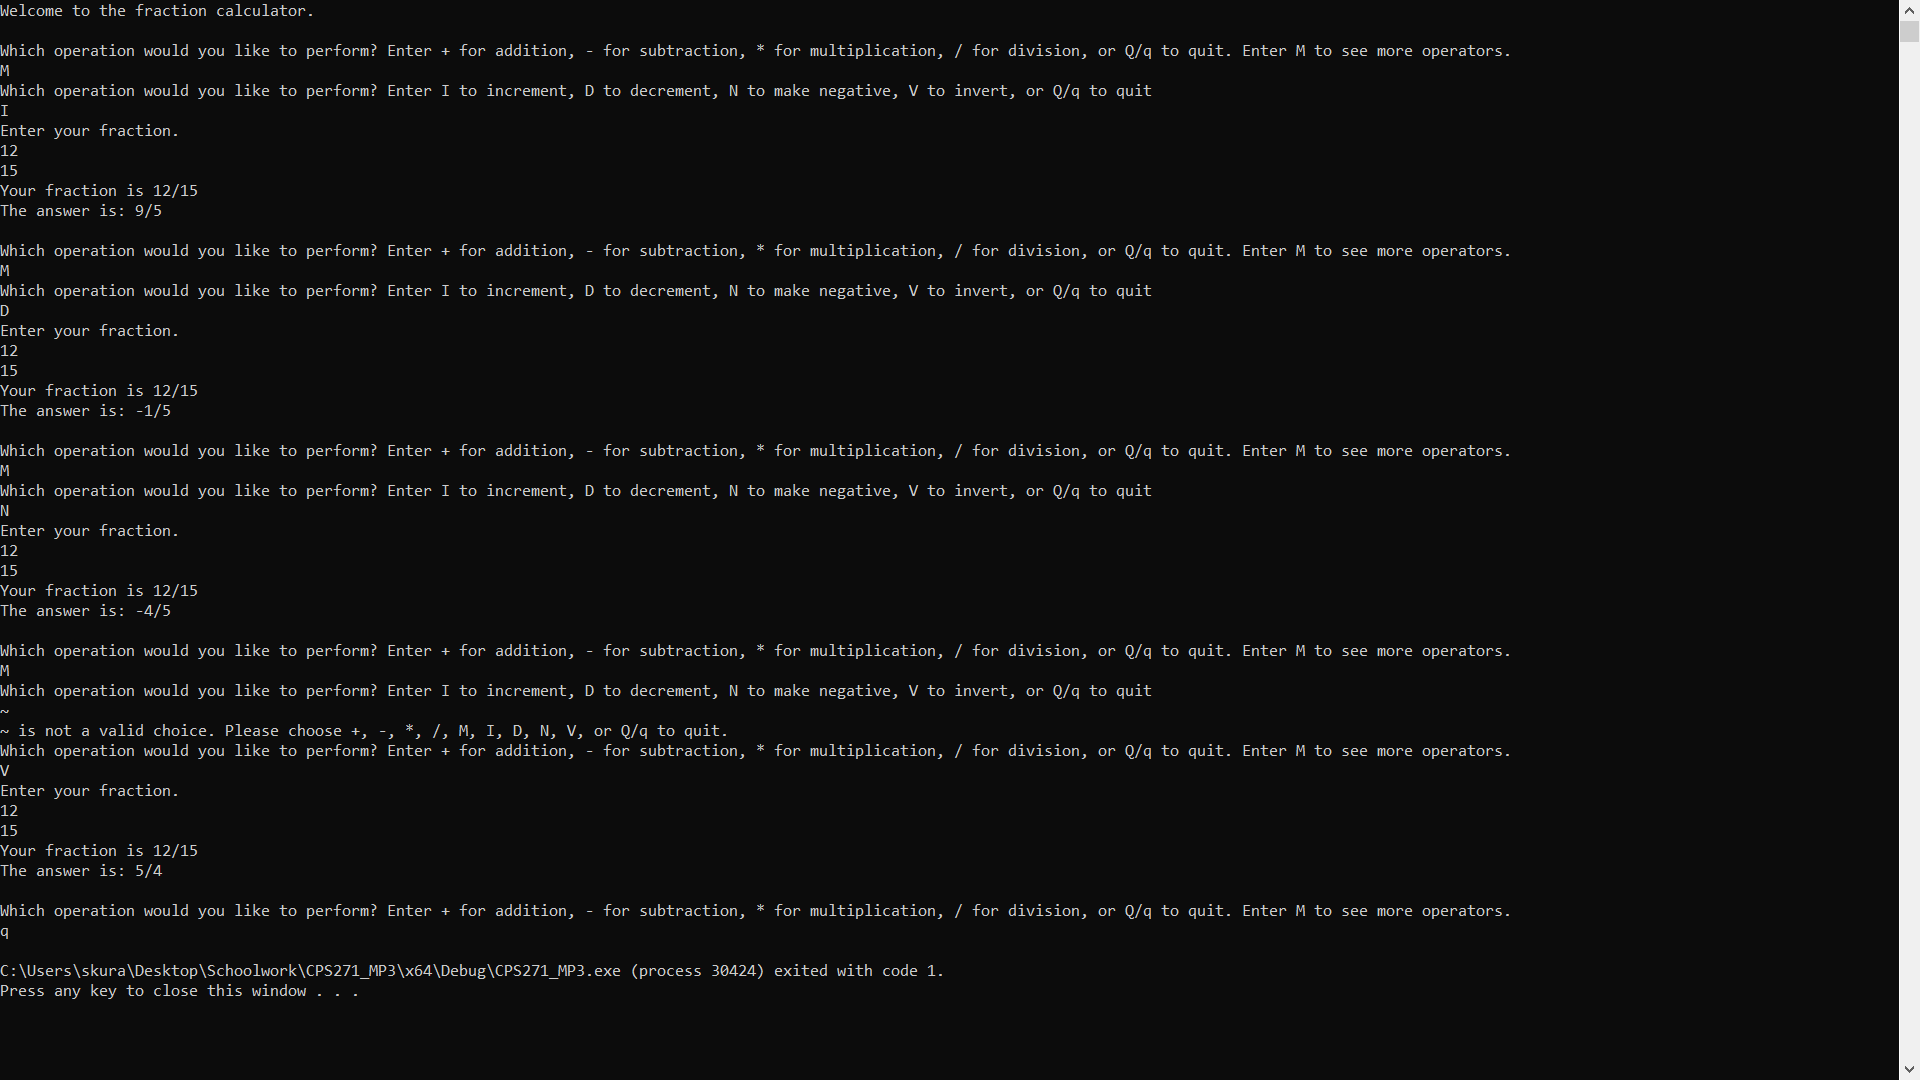 Welcome to the fraction calculator.
Which operation would you like to perform? Enter + for addition, - for subtraction, * for multiplication, / for division, or Q/q to quit. Enter M to see more operators.
M
Which operation would you like to perform? Enter I to increment, D to decrement, N to make negative, V to invert, or Q/q to quit
I
Enter your fraction.
12
15
Your fraction is 12/15
The answer is: 9/5
Which operation would you like to perform? Enter + for addition, - for subtraction, * for multiplication, / for division, or Q/q to quit. Enter M to see more operators.
M
Which operation would you like to perform? Enter I to increment, D to decrement, N to make negative, V to invert, or Q/q to quit
D
Enter your fraction.
12
15
Your fraction is 12/15
The answer is: -1/5
Which operation would you like to perform? Enter + for addition, - for subtraction, * for multiplication, / for division, or Q/q to quit. Enter M to see more operators.
M
Which operation would you like to perform? Enter I to increment, D to decrement, N to make negative, V to invert, or Q/q to quit
N
Enter your fraction.
12
15
Your fraction is 12/15
The answer is: -4/5
Which operation would you like to perform? Enter + for addition, - for subtraction, * for multiplication, / for division, or Q/q to quit. Enter M to see more operators.
M
Which operation would you like to perform? Enter I to increment, D to decrement, N to make negative, V to invert, or Q/q to quit
~
~ is not a valid choice. Please choose +, -, *, /, M, I, D, N, V, or Q/q to quit.
Which operation would you like to perform? Enter + for addition, - for subtraction, * for multiplication, / for division, or Q/q to quit. Enter M to see more operators.
V
Enter your fraction.
12
15
Your fraction is 12/15
The answer is: 5/4
Which operation would you like to perform? Enter + for addition, - for subtraction, * for multiplication, / for division, or Q/q to quit. Enter M to see more operators.
q
C:\Users\skura\Desktop\Schoolwork\CPS271_MP3\x64\Debug\CPS271_MP3.exe (process 30424) exited with code 1.
Press any key to close this window . . .